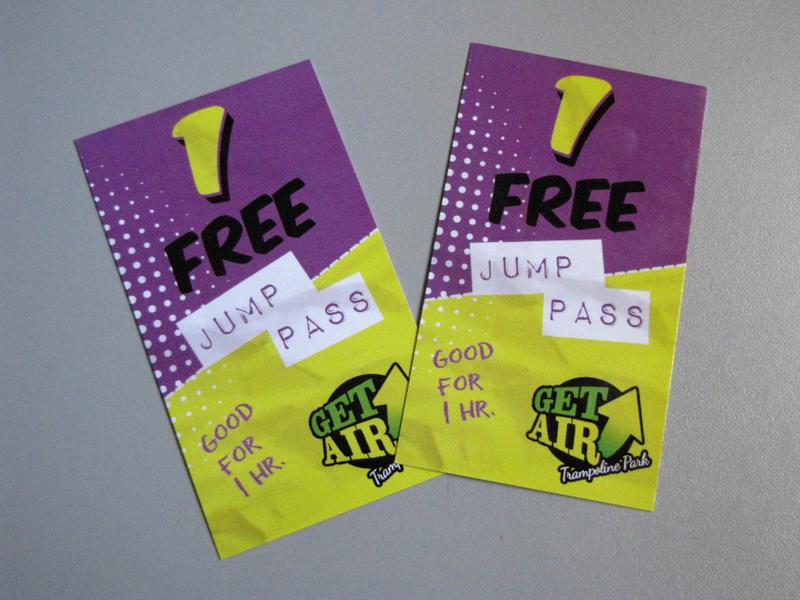 1
FREE
JUMP
PASS
GOOD
FOR
1 HR.
GET
AIR
Tramp
1
FREE
JUMP
PASS
GOOD
FOR
1 HR.
GET
AIR
Trampoline Park